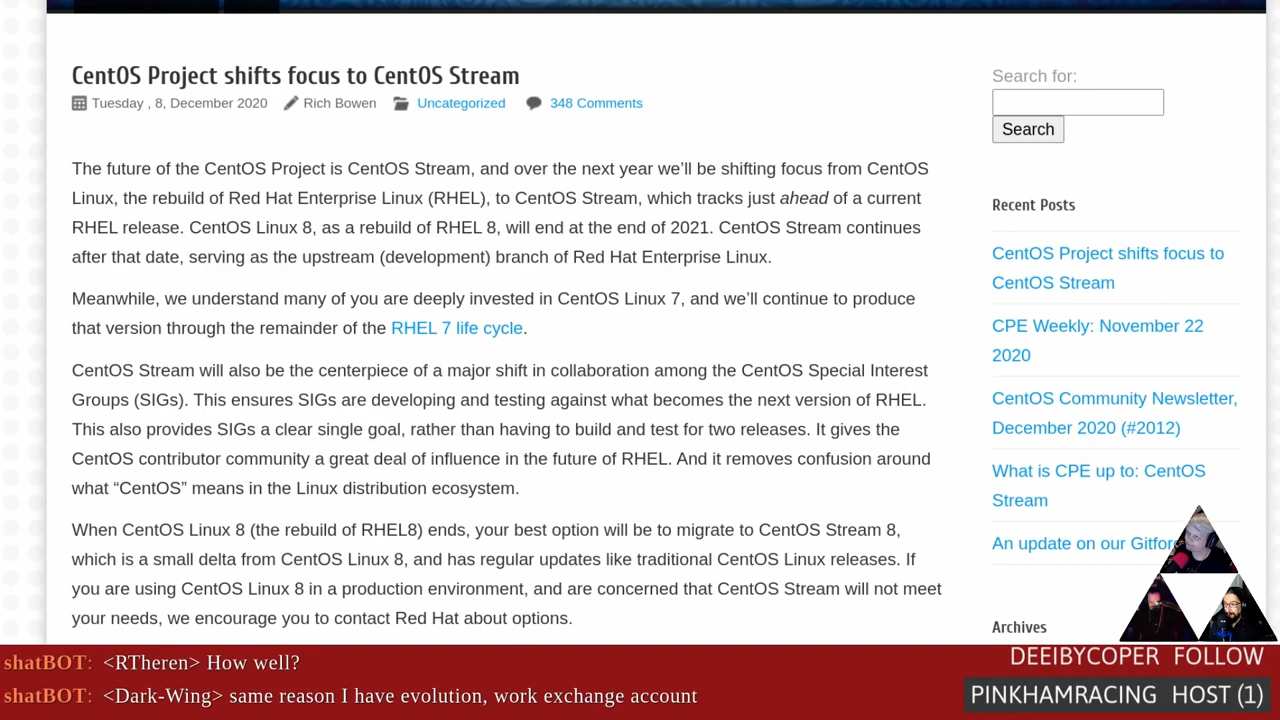 CentOS Project shifts focus to CentOS Stream
Tuesday , 8, December 2020 Rich Bowen Uncategorized 348 Comments
The future of the CentOS Project is CentOS Stream, and over the next year we’ll be shifting focus from CentOS
Linux, the rebuild of Red Hat Enterprise Linux (RHEL), to CentOS Stream, which tracks just ahead of a current
RHEL release. CentOS Linux 8, as a rebuild of RHEL 8, will end at the end of 2021. CentOS Stream continues
after that date, serving as the upstream (development) branch of Red Hat Enterprise Linux.
Meanwhile, we understand many of you are deeply invested in CentOS Linux 7, and we’ll continue to produce
that version through the remainder of the RHEL 7 life cycle.
CentOS Stream will also be the centerpiece of a major shift in collaboration among the CentOS Special Interest
Groups (SIGs). This ensures SIGs are developing and testing against what becomes the next version of RHEL.
This also provides SIGs a clear single goal, rather than having to build and test for two releases. It gives the
CentOS contributor community a great deal of influence in the future of RHEL. And it removes confusion around
what “CentOS” means in the Linux distribution ecosystem.
When CentOS Linux 8 (the rebuild of RHEL8) ends, your best option will be to migrate to CentOS Stream 8,
which is a small delta from CentOS Linux 8, and has regular updates like traditional CentOS Linux releases. If
you are using CentOS Linux 8 in a production environment, and are concerned that CentOS Stream will not meet
your needs, we encourage you to contact Red Hat about options.
Search for:
Search
Recent Posts
CentOS Project shifts focus to
CentOS Stream
CPE Weekly: November 22
2020
CentOS Community Newsletter,
December 2020 (#2012)
What is CPE up to: CentOS
Stream
An update on our
Archives
shatBOT: <RTheren> How well?
shatBOT: <Dark-Wing> same reason I have evolution, work exchange account
DEEIBYCOPER FOLLOW
PINKHAMRACING HOST (1)